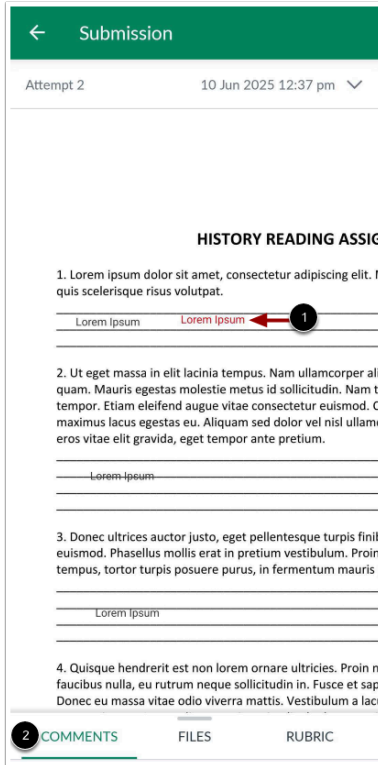 Submission
Attempt 2 10 Jun 2025 12:37 pm
HISTORY READING ASSIG
1. Lorem ipsum dolor sit amet, consectetur adipiscing elit.
quis scelerisque risus volutpat.
Lorem Ipsum Lorem Ipsum 1
2. Ut eget massa in elit lacinia tempus. Nam ullamcorper al
quam. Mauris egestas molestie metus id sollicitudin. Nam t
tempor. Etiam eleifend augue vitae consectetur euismod.
maximus lacus egestas eu. Aliquam sed dolor vel nisl ullam
eros vitae elit gravida, eget tempor ante pretium.
Lorem Ipsum
3. Donec ultrices auctor justo, eget pellentesque turpis fini
euismod. Phasellus mollis erat in pretium vestibulum. Proin
tempus, tortor turpis posuere purus, in fermentum mauris
Lorem Ipsum
4. Quisque hendrerit est non lorem ornare ultricies. Proin
faucibus nulla, eu rutrum neque sollicitudin in. Fusce et sap
Donec eu massa vitae odio viverra mattis. Vestibulum a lac
2 COMMENTS FILES RUBRIC